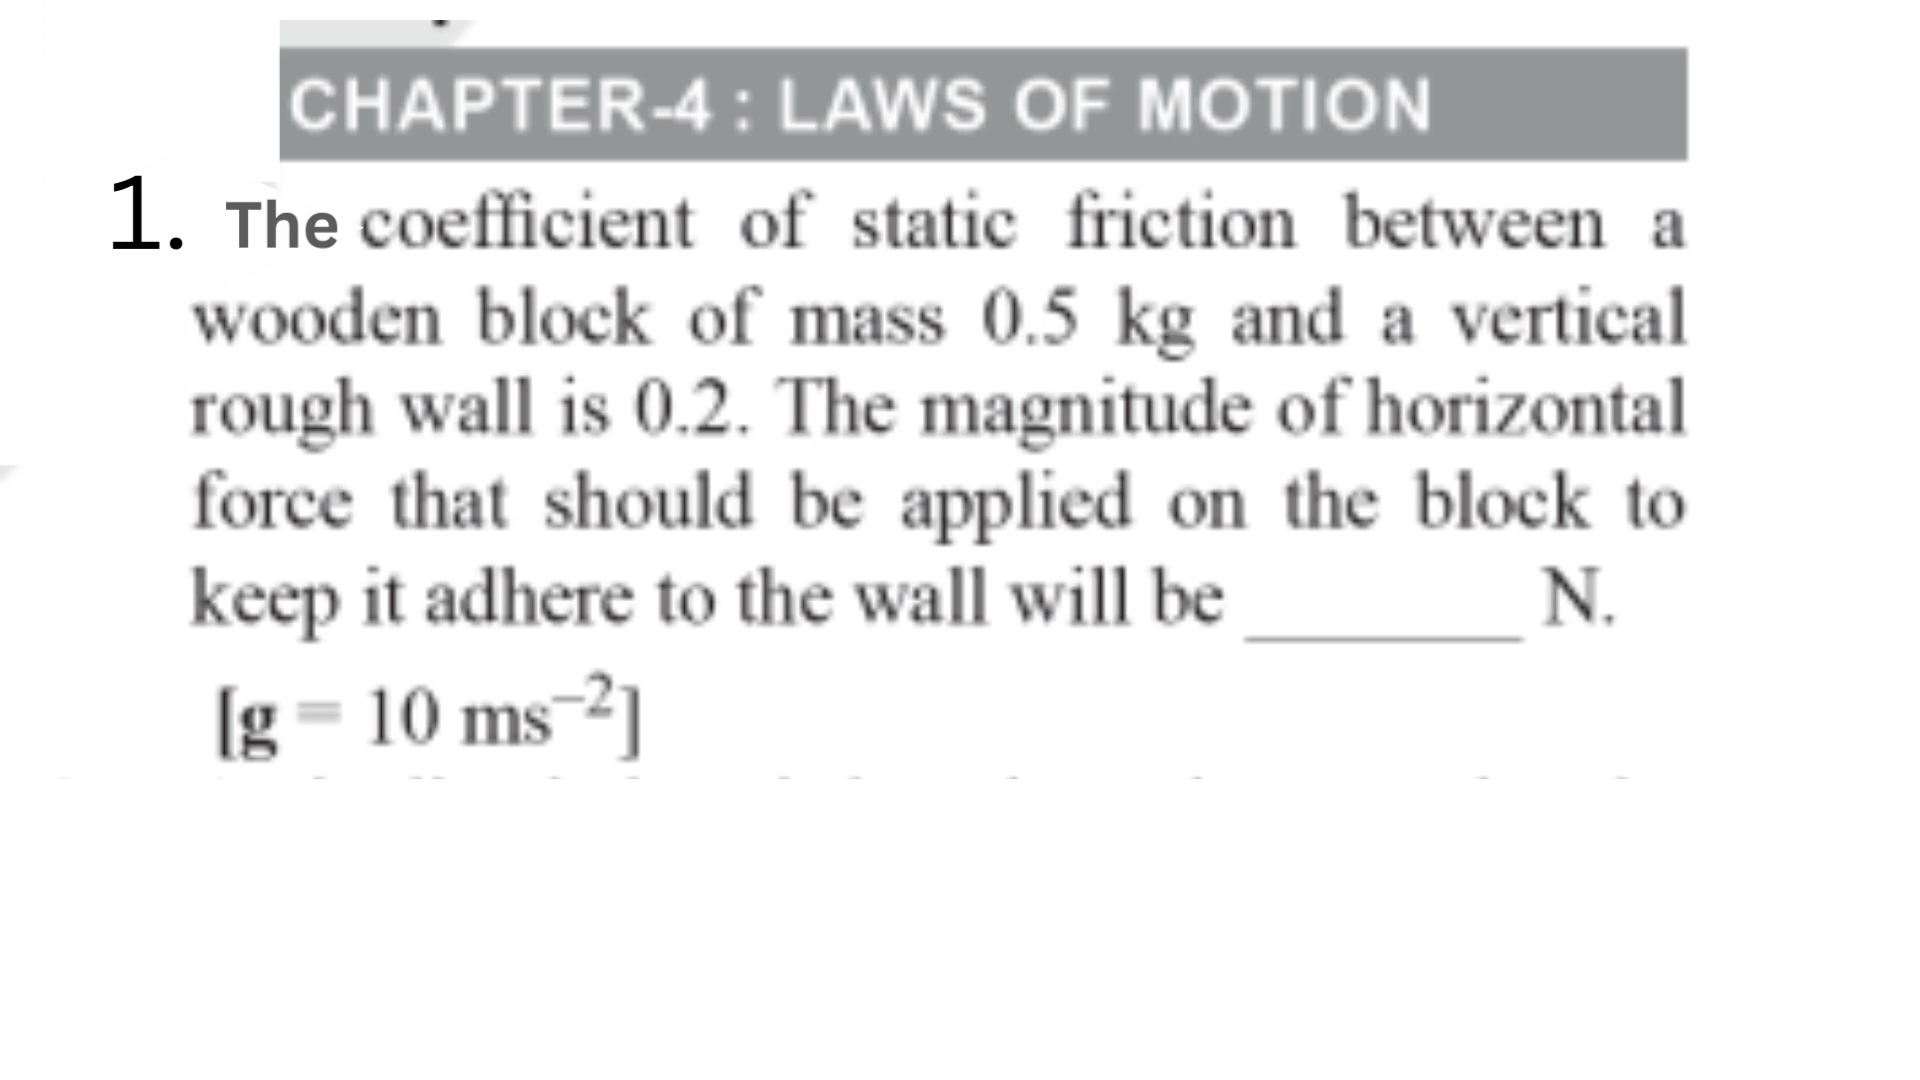 CHAPTER-4 : LAWS OF MOTION
1. The coefficient of static friction between a
wooden block of mass 0.5 kg and a vertical
rough wall is 0.2. The magnitude of horizontal
force that should be applied on the block to
keep it adhere to the wall will be ________ N.
[g = 10 ms⁻²]